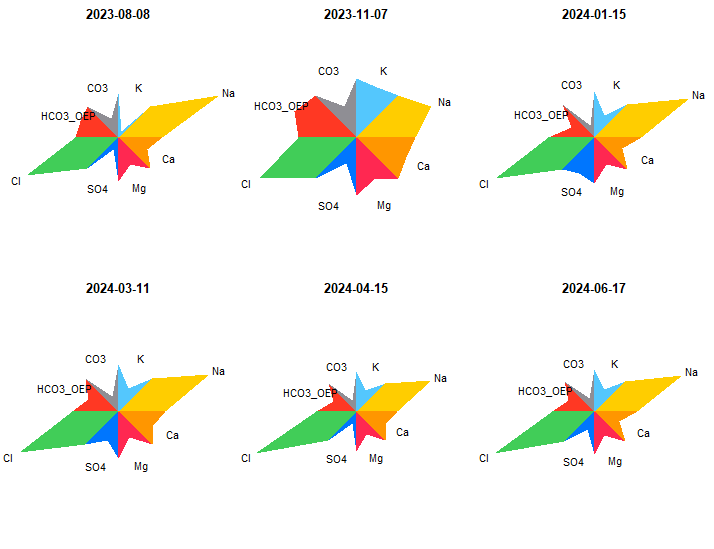 2023-08-08
2023-11-07
2024-01-15
CO3
K
Na
HCO3_OEP
Ca
Cl
SO4
Mg
CO3
K
Na
HCO3_OEP
Ca
Cl
SO4
Mg
CO3
K
Na
HCO3_OEP
Ca
Cl
SO4
Mg
2024-03-11
2024-04-15
2024-06-17
CO3
K
Na
HCO3_OEP
Ca
Cl
SO4
Mg
CO3
K
Na
HCO3_OEP
Ca
Cl
SO4
Mg
CO3
K
Na
HCO3_OEP
Ca
Cl
SO4
Mg